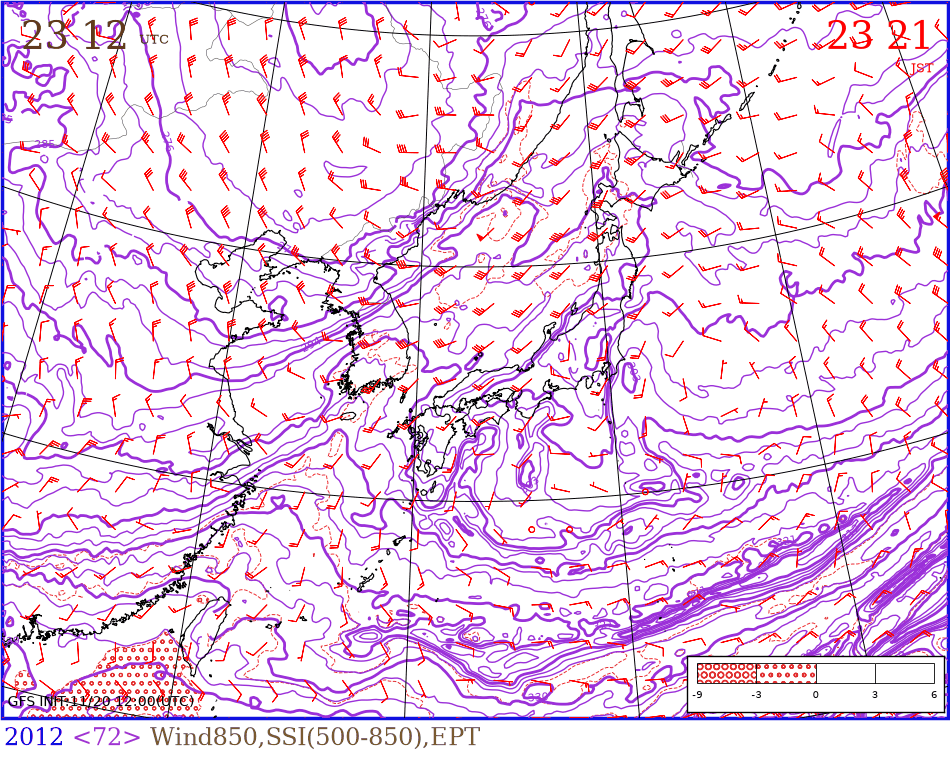 23 12 UTC
23 21 JST
285
-9 -3 0 3 6
GFS INIT:11/20 12:00(UTC)
2012 <72> Wind850,SSI(500-850),EPT